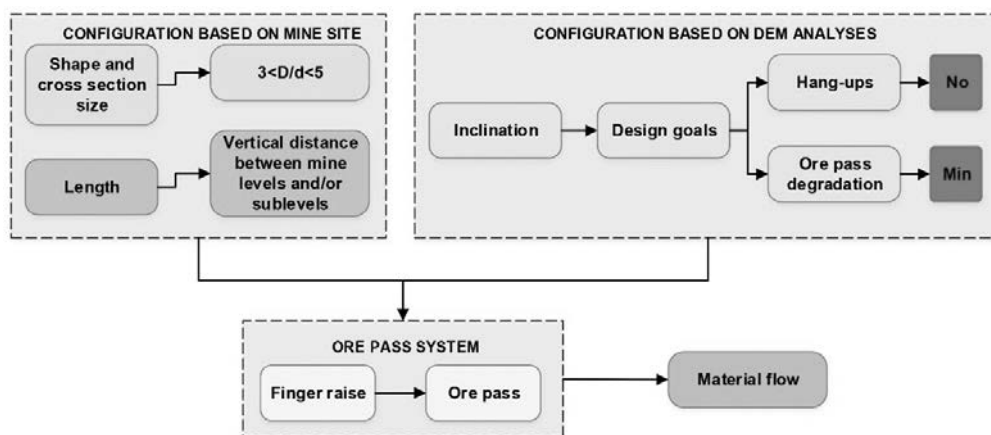 CONFIGURATION BASED ON MINE SITE
Shape and
cross section
size
3<D/d<5
Length
Vertical distance
between mine
levels and/or
sublevels
CONFIGURATION BASED ON DEM ANALYSES
Inclination
Design goals
Hang-ups
No
Ore pass
degradation
Min
ORE PASS SYSTEM
Finger raise
Ore pass
Material flow